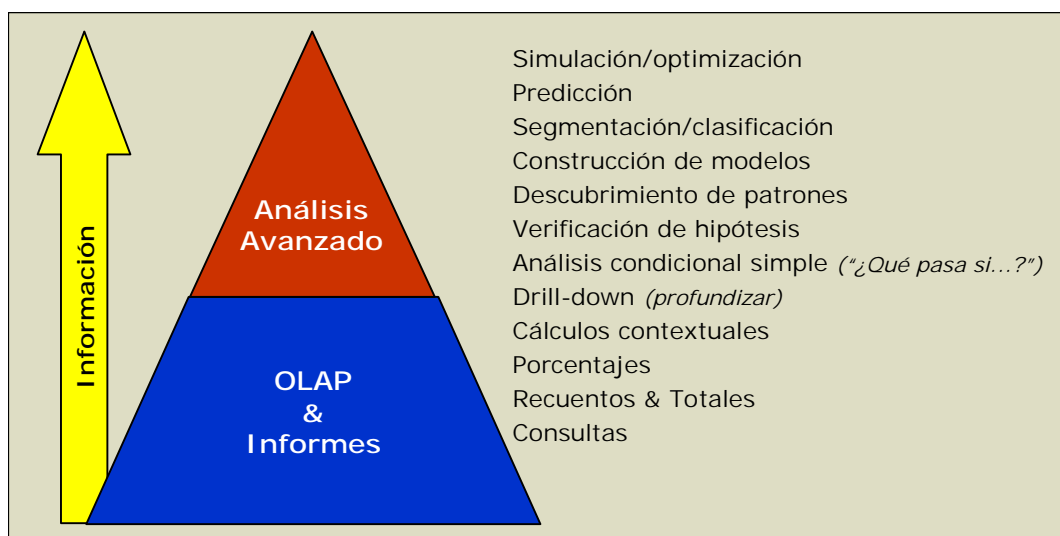 Información
Análisis
Avanzado
OLAP
&
Informes
Simulación/optimización
Predicción
Segmentación/clasificación
Construcción de modelos
Descubrimiento de patrones
Verificación de hipótesis
Análisis condicional simple (“¿Qué pasa si…?”)
Drill-down (profundizar)
Cálculos contextuales
Porcentajes
Recuentos & Totales
Consultas